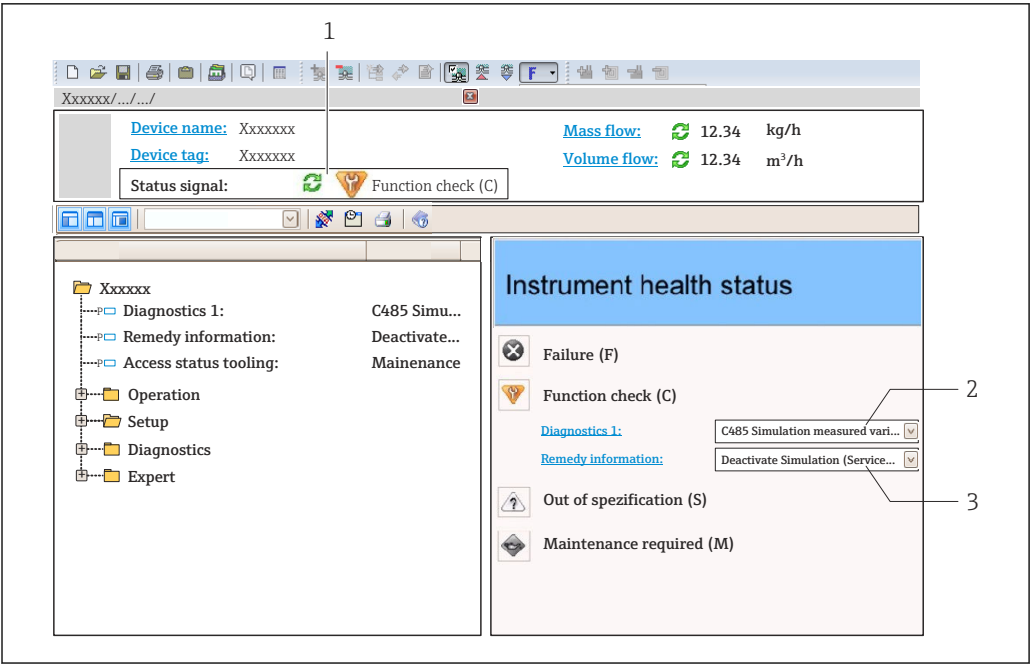 1
F
Xxxxxx/.../.../
Device name: Xxxxxxx
Mass flow: 12.34 kg/h
Device tag: Xxxxxxx
Volume flow: 12.34 m³/h
Status signal: Function check (C)
Xxxxxx
Diagnostics 1: C485 Simu...
Remedy information: Deactivate...
Access status tooling: Mainenance
Operation
Setup
Diagnostics
Expert
Instrument health status
Failure (F)
Function check (C)
2
Diagnostics 1: C485 Simulation measured vari...
Remedy information: Deactivate Simulation (Service...
3
Out of spezification (S)
Maintenance required (M)